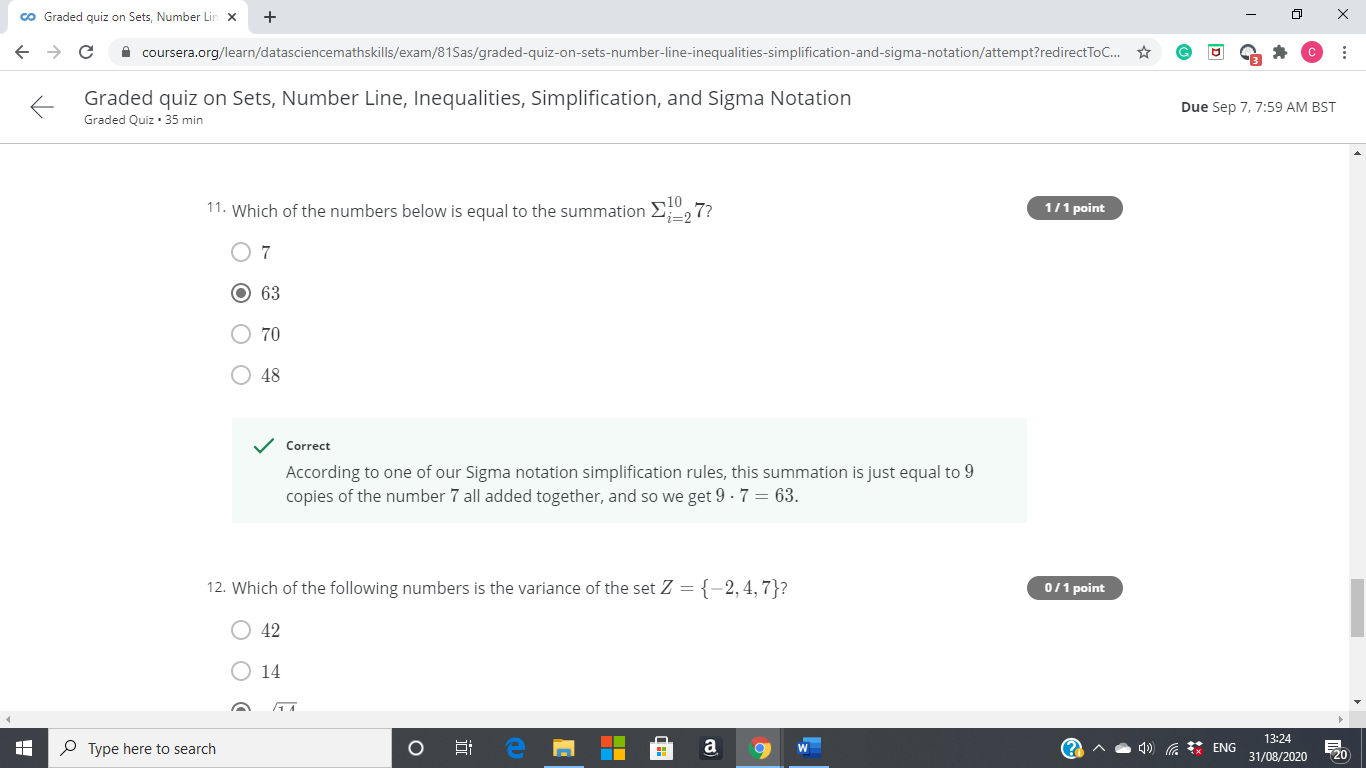 Graded quiz on Sets, Number Lin
coursera.org/learn/datasciencemathskills/exam/81Sas/graded-quiz-on-sets-number-line-inequalities-simplification-and-sigma-notation/attempt?redirectToC...
3
C
Graded quiz on Sets, Number Line, Inequalities, Simplification, and Sigma Notation
Graded Quiz • 35 min
Due Sep 7, 7:59 AM BST
11. Which of the numbers below is equal to the summation Σ_{i=2}^{10} 7?
1 / 1 point
7
63
70
48
Correct
According to one of our Sigma notation simplification rules, this summation is just equal to 9
copies of the number 7 all added together, and so we get 9 · 7 = 63.
12. Which of the following numbers is the variance of the set Z = {−2, 4, 7}?
0 / 1 point
42
14
√14
Type here to search
ENG
13:24
31/08/2020
20